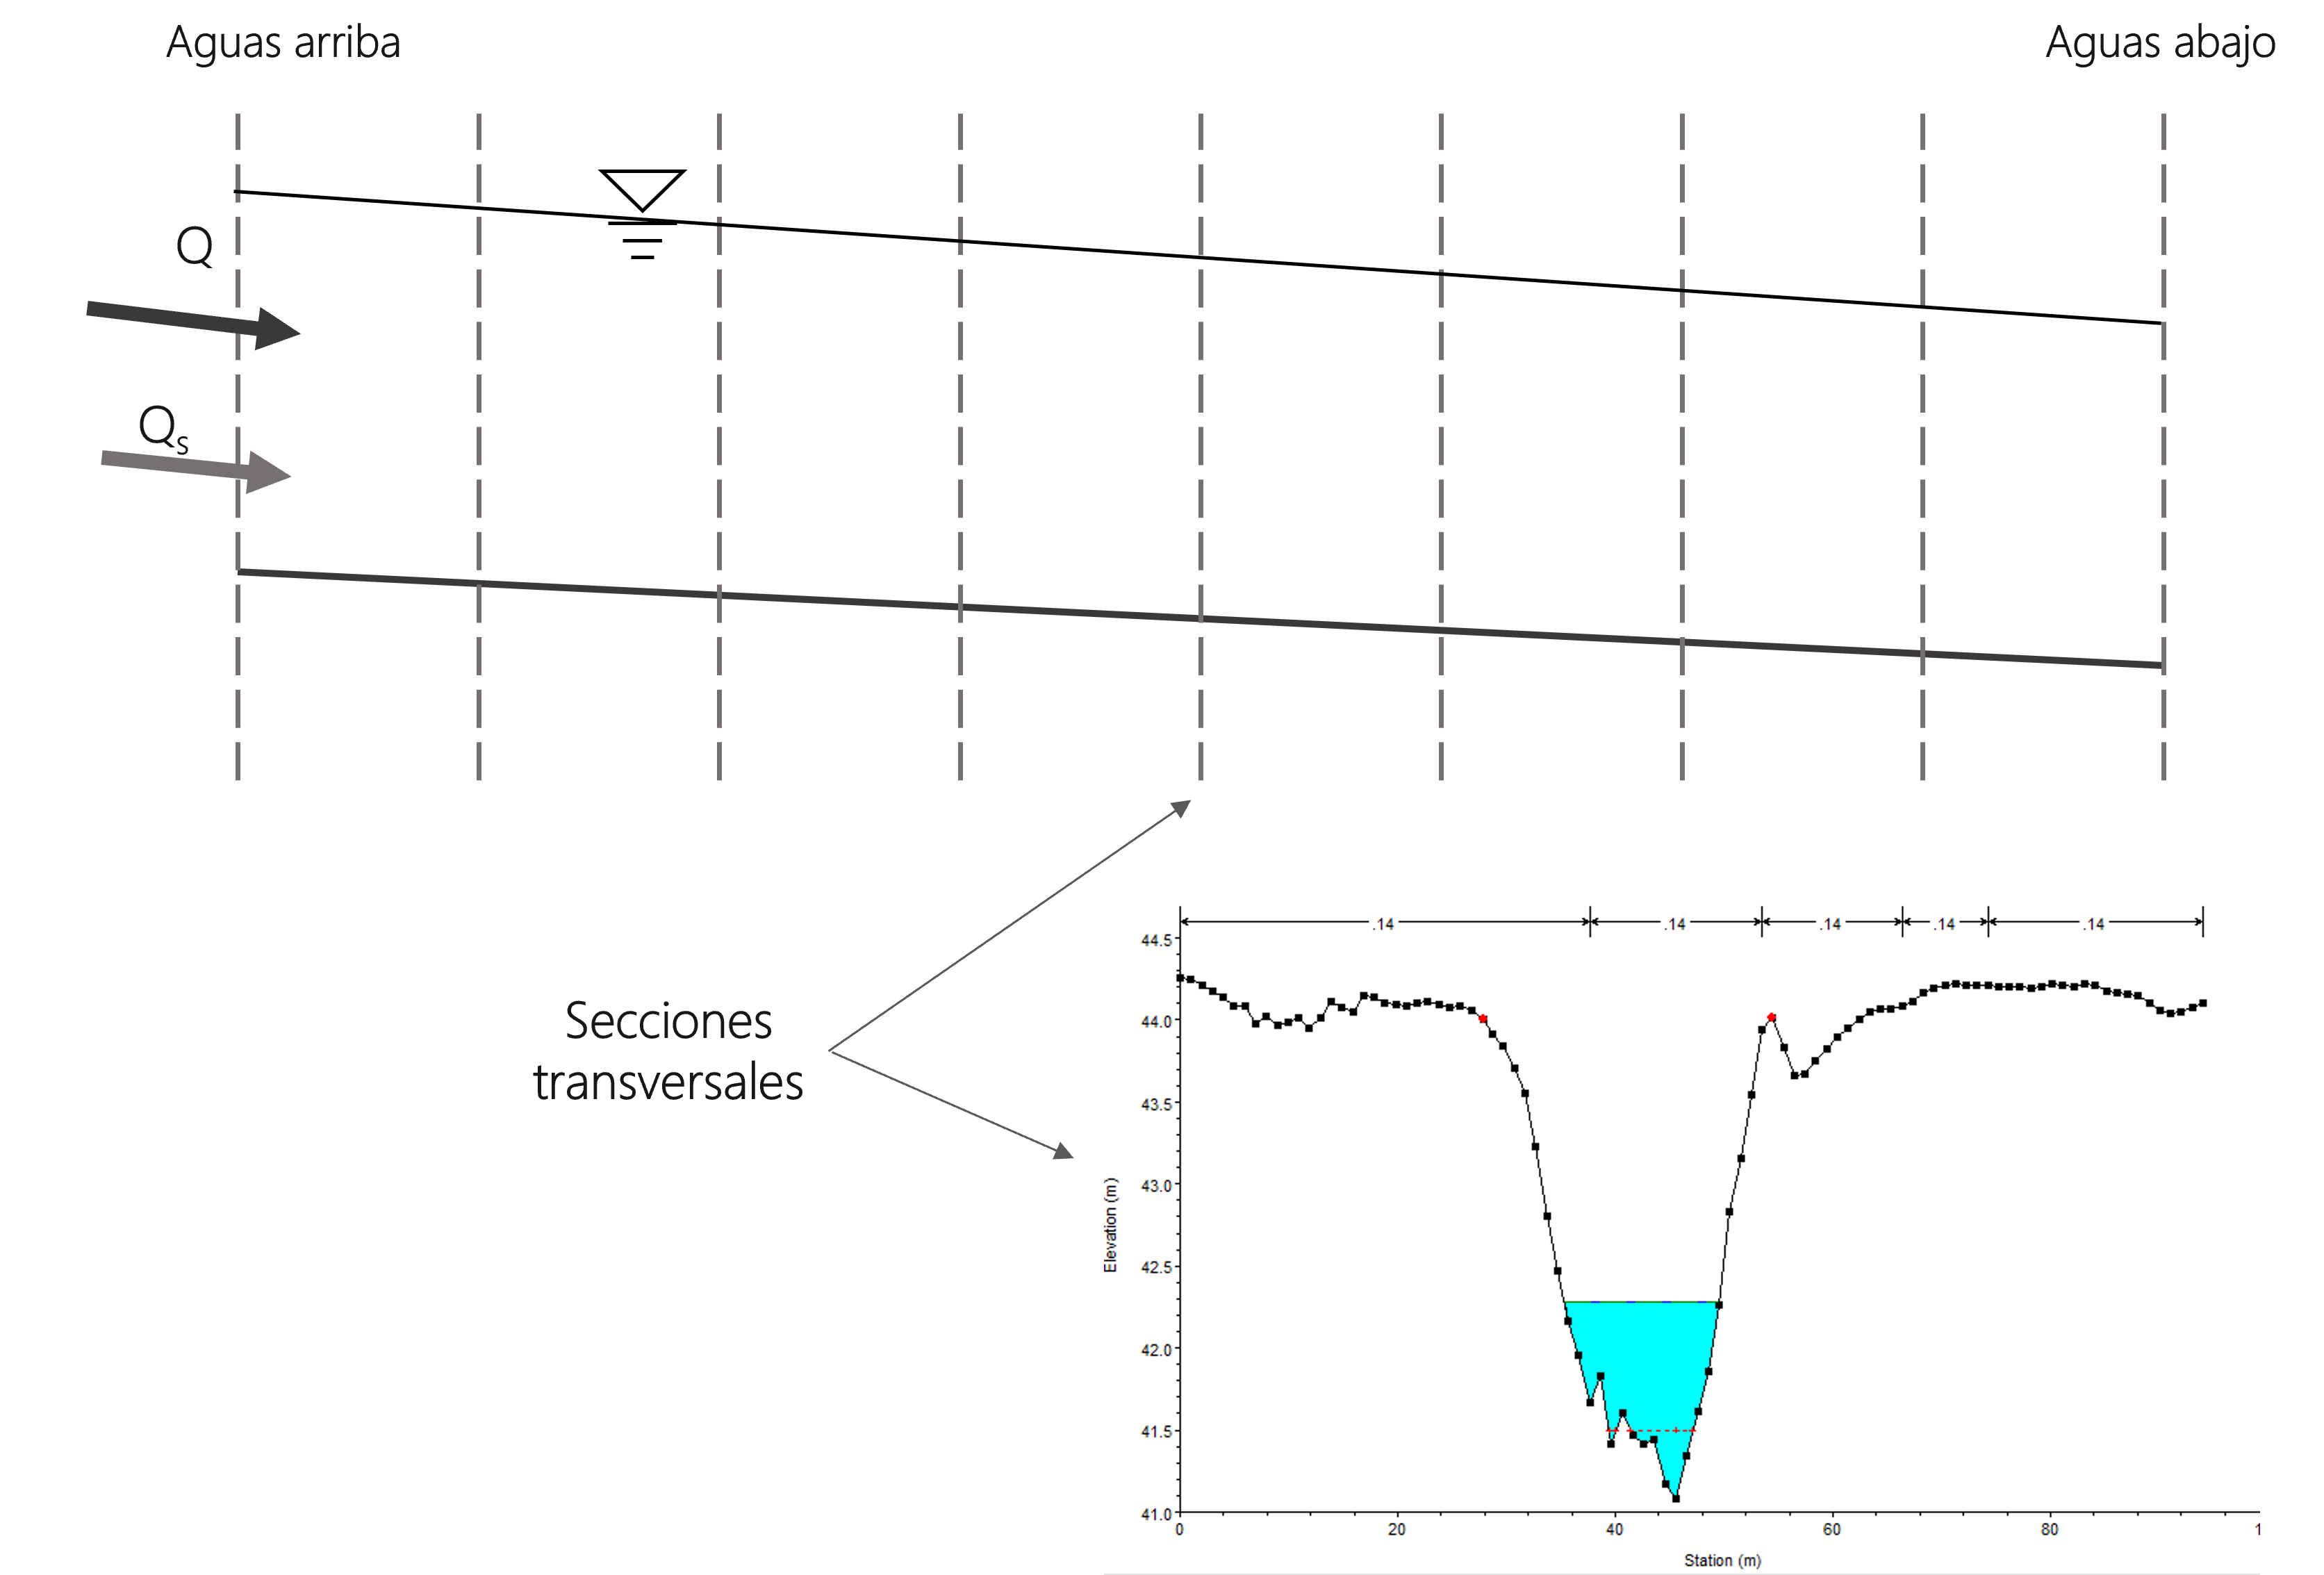 Aguas arriba
Aguas abajo
Q
Qs
Secciones
transversales
.14
.14
.14
.14
.14
44.5
44.0
43.5
43.0
42.5
42.0
41.5
41.0
Elevation (m)
0
20
40
60
80
1
Station (m)